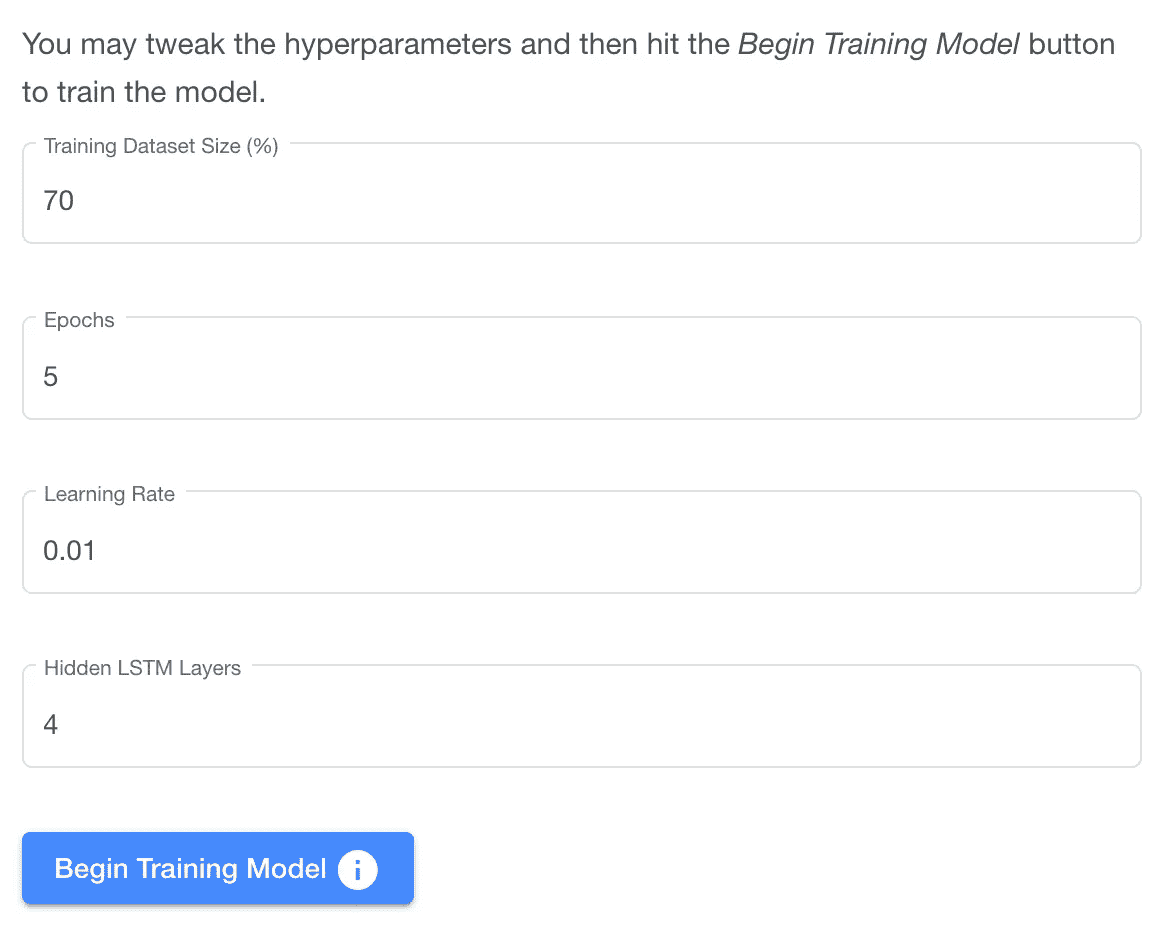 You may tweak the hyperparameters and then hit the Begin Training Model button
to train the model.
Training Dataset Size (%)
70
Epochs
5
Learning Rate
0.01
Hidden LSTM Layers
4
Begin Training Model i